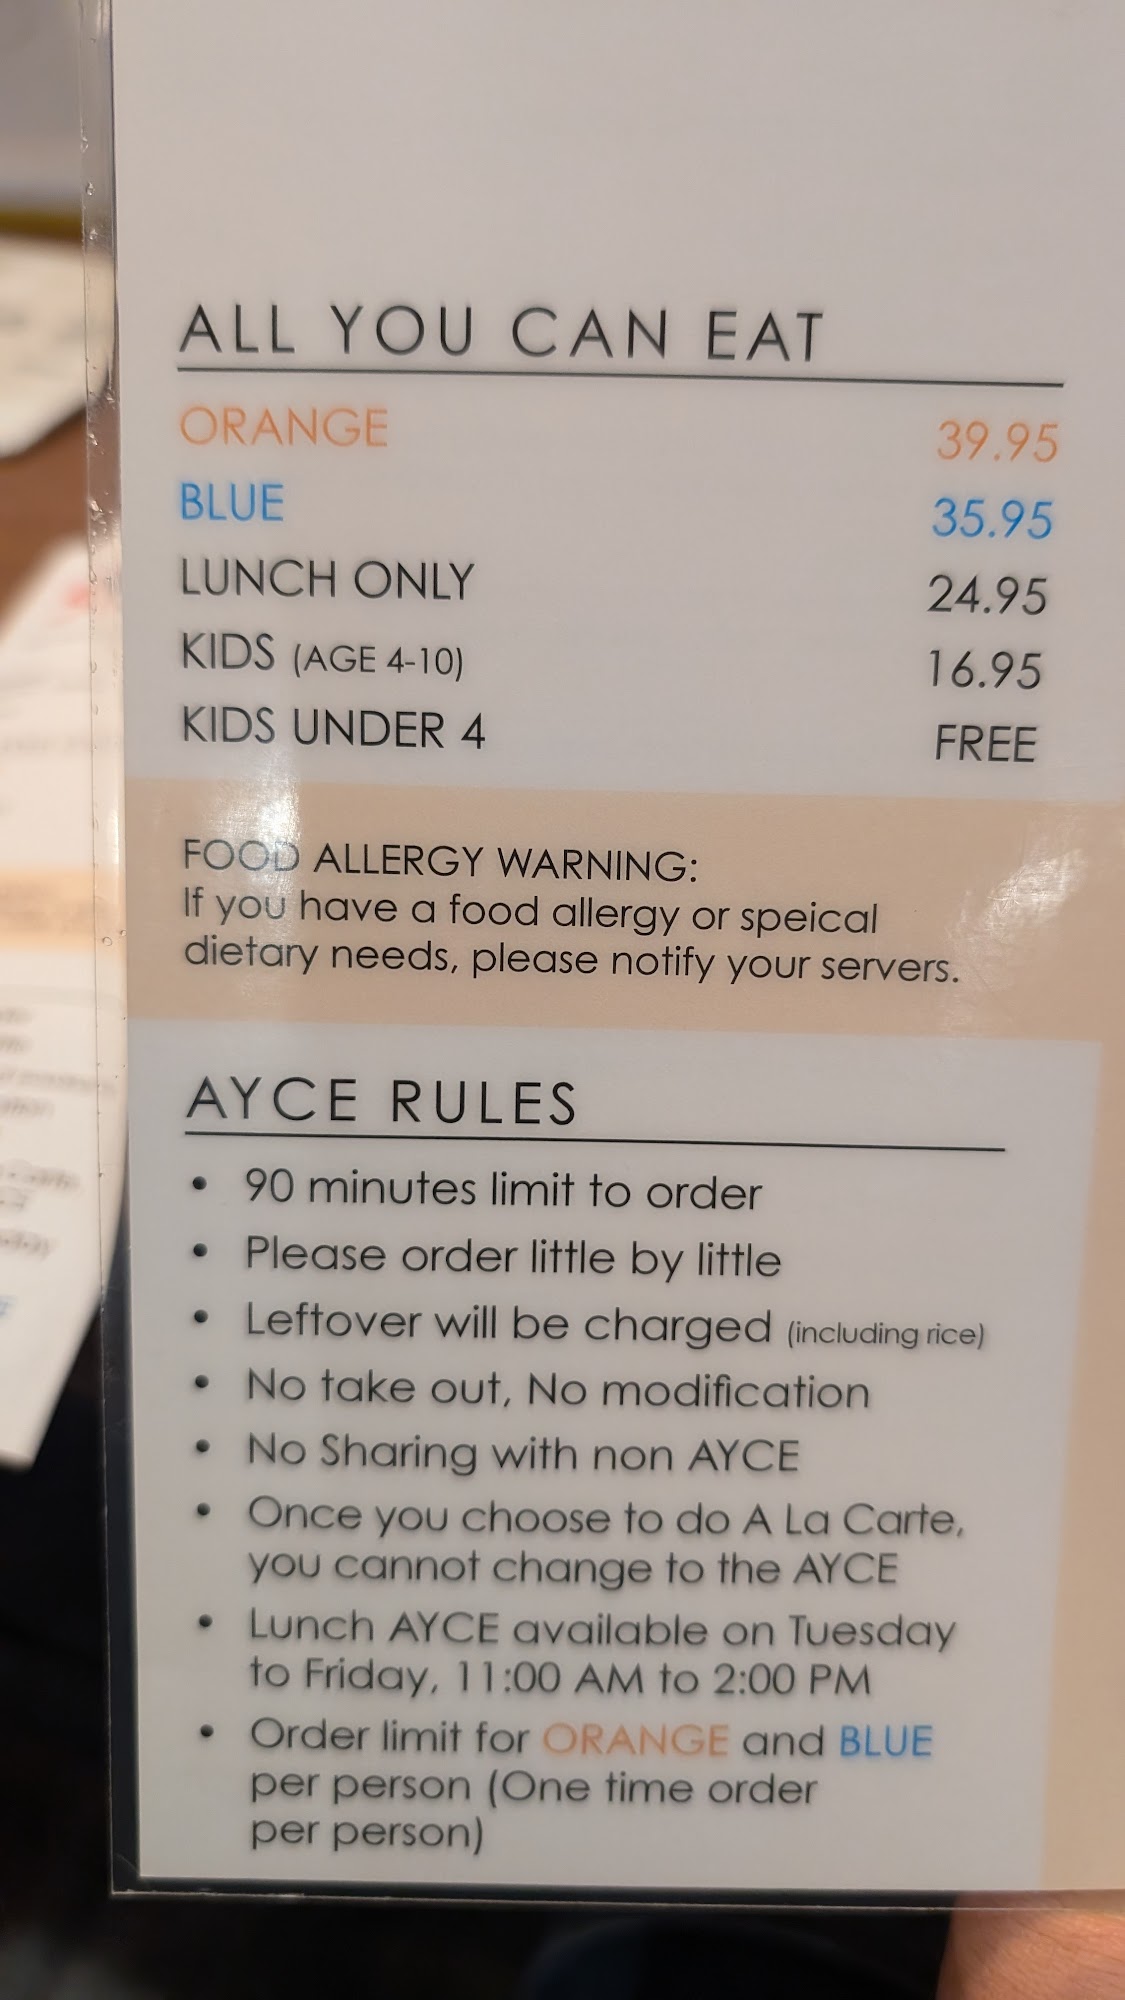 ALL YOU CAN EAT
ORANGE 39.95
BLUE 35.95
LUNCH ONLY 24.95
KIDS (AGE 4-10) 16.95
KIDS UNDER 4 FREE
FOOD ALLERGY WARNING:
If you have a food allergy or speical
dietary needs, please notify your servers.
AYCE RULES
• 90 minutes limit to order
• Please order little by little
• Leftover will be charged (including rice)
• No take out, No modification
• No Sharing with non AYCE
• Once you choose to do A La Carte,
you cannot change to the AYCE
• Lunch AYCE available on Tuesday
to Friday, 11:00 AM to 2:00 PM
• Order limit for ORANGE and BLUE
per person (One time order
per person)